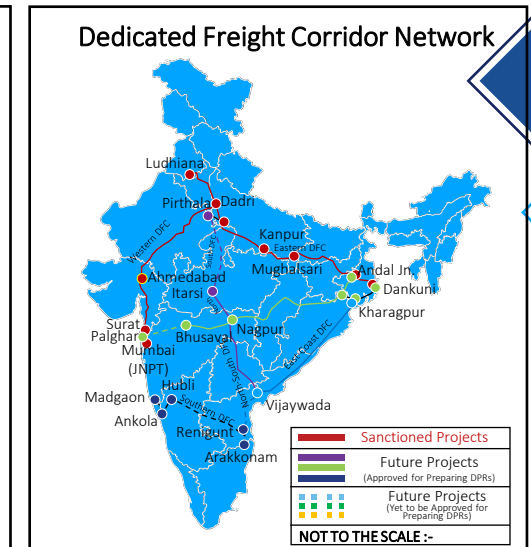 Dedicated Freight Corridor Network
Ludhiana
Pirthala
Dadri
Western DFC
Kanpur
Eastern DFC
Mughalsari
Andal Jn.
Dankuni
Kharagpur
Ahmedabad
Itarsi
Surat
Palghar
Bhusaval
Nagpur
East Coast DFC
Mumbai
(JNPT)
North-South DFC
Madgaon
Hubli
Southern DFC
Ankola
Vijaywada
Renigunt
Arakkonam
Sanctioned Projects
Future Projects
(Approved for Preparing DPRs)
Future Projects
(Yet to be Approved for
Preparing DPRs)
NOT TO THE SCALE :-